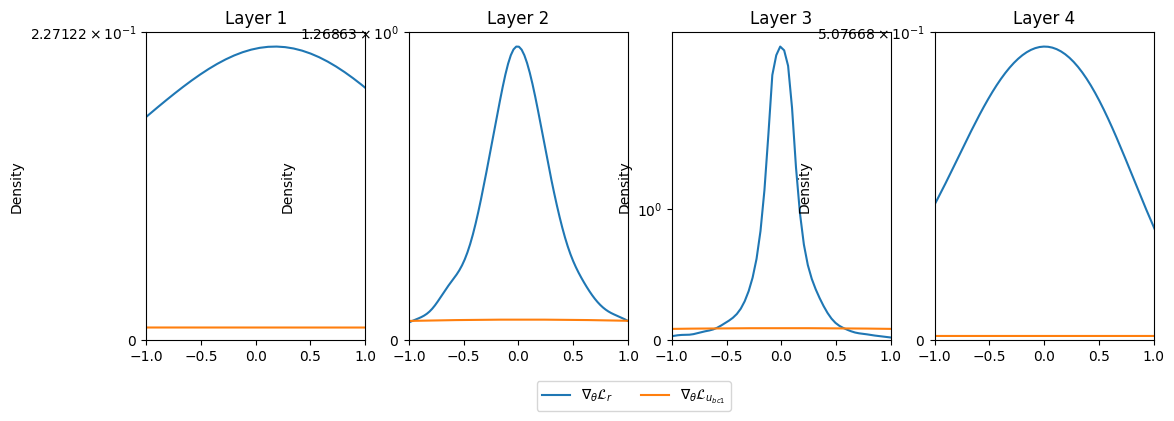 Layer 1
Layer 2
Layer 3
Layer 4
2.27122 × 10⁻¹
1.26863 × 10⁰
5.07668 × 10⁻¹
Density
Density
Density
Density
10⁰
0
0
0
0
−1.0 −0.5 0.0 0.5 1.0
−1.0 −0.5 0.0 0.5 1.0
−1.0 −0.5 0.0 0.5 1.0
−1.0 −0.5 0.0 0.5 1.0
∇θℒr
∇θℒu_bc1